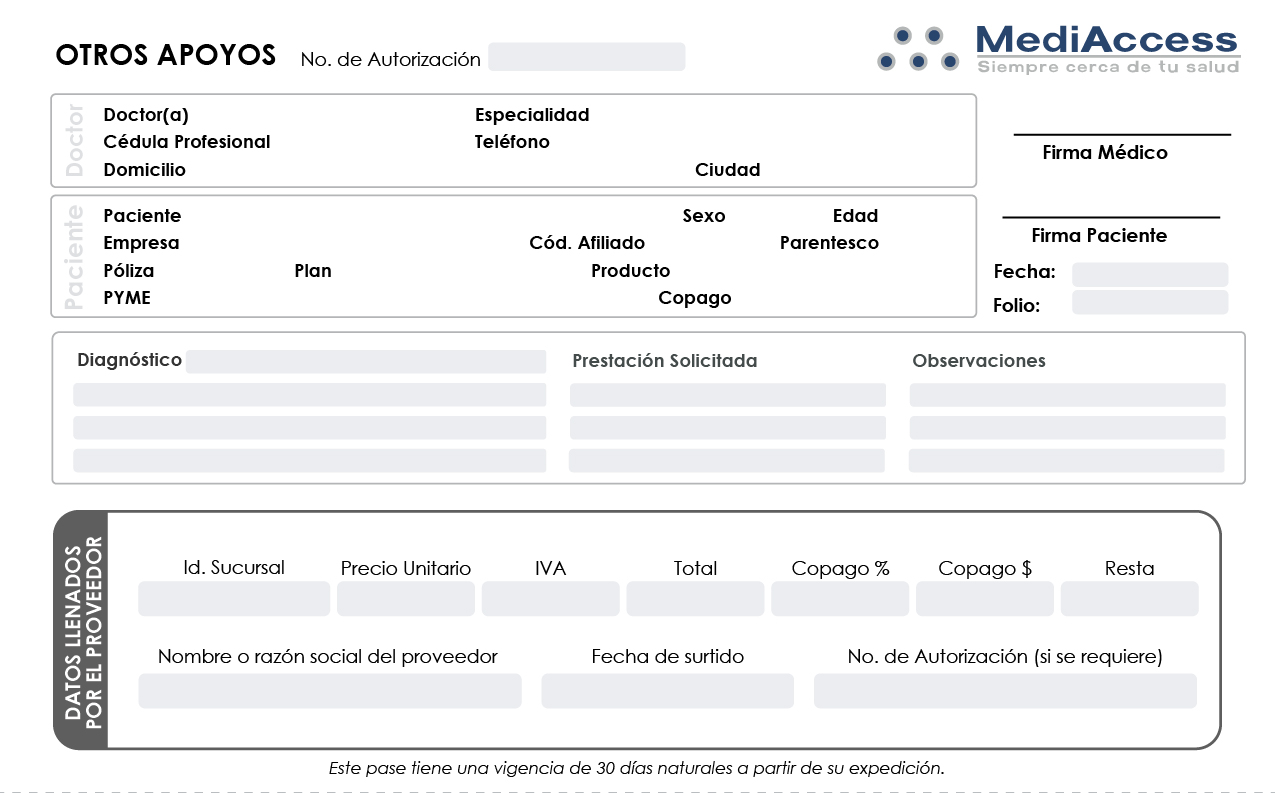 OTROS APOYOS No. de Autorización
MediAccess
Siempre cerca de tu salud
Doctor
Doctor(a) Especialidad
Cédula Profesional Teléfono
Domicilio Ciudad
Firma Médico
Paciente
Paciente Sexo Edad
Empresa Cód. Afiliado Parentesco
Póliza Plan Producto
PYME Copago
Firma Paciente
Fecha:
Folio:
Diagnóstico Prestación Solicitada Observaciones
DATOS LLENADOS
POR EL PROVEEDOR
Id. Sucursal Precio Unitario IVA Total Copago % Copago $ Resta
Nombre o razón social del proveedor Fecha de surtido No. de Autorización (si se requiere)
Este pase tiene una vigencia de 30 días naturales a partir de su expedición.